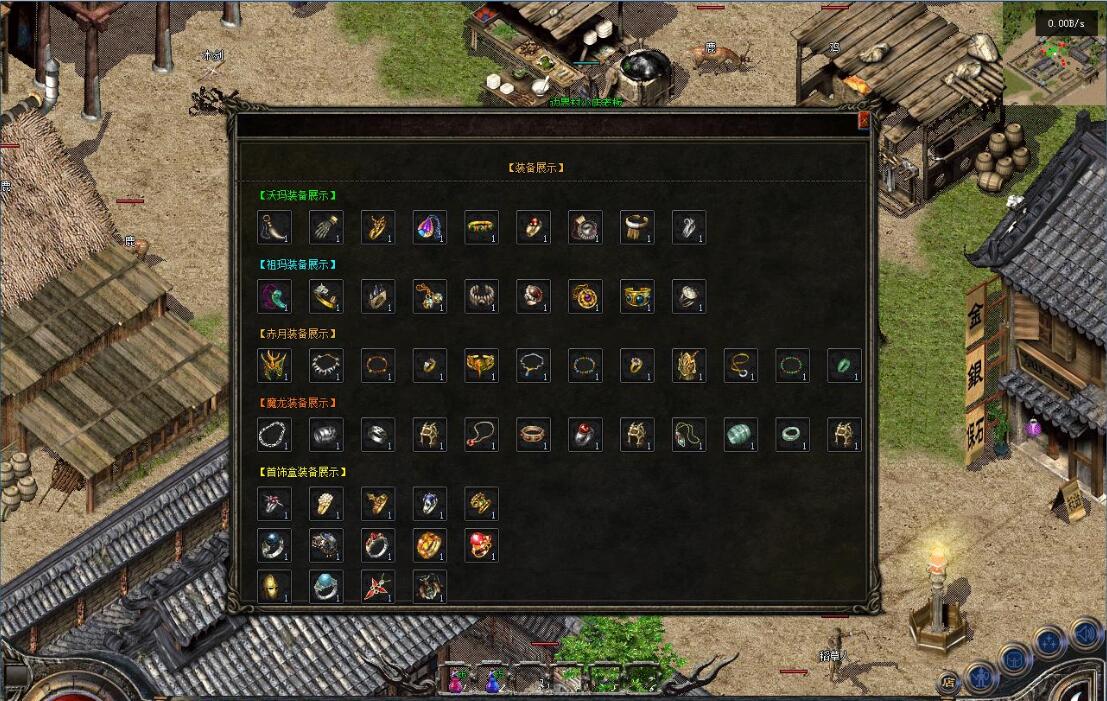 0.00B/s
木剑
鹿
鸡
鹿
鹿
【装备展示】
【沃玛装备展示】
1 1 1 1 1 1 1 1 1
【祖玛装备展示】
1 1 1 1 1 1 1 1 1
【赤月装备展示】
1 1 1 1 1 1 1 1 1 1 1 1
【魔龙装备展示】
1 1 1 1 1 1 1 1 1 1 1 1
【首饰盒装备展示】
1 1 1 1 1
1 1 1 1 1
1 1 1 1
金
銀
稻草人
店